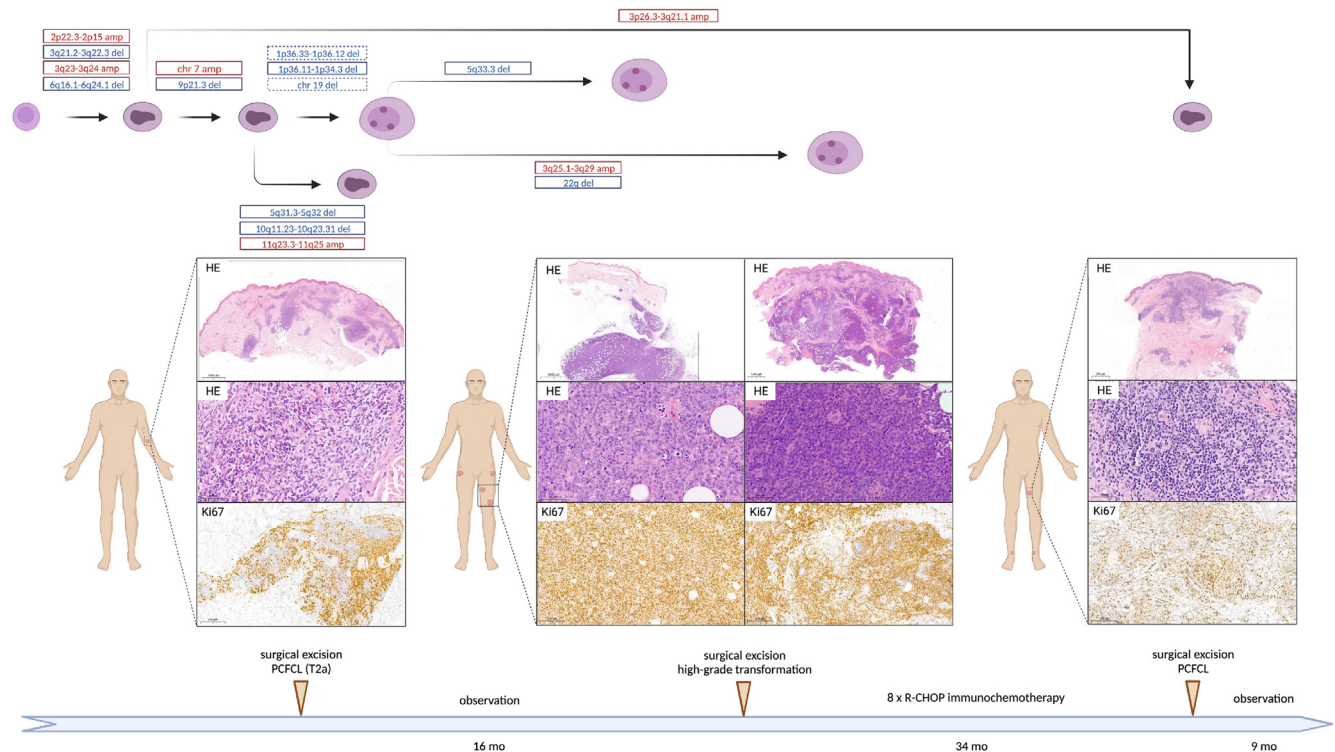 3p26.3-3q21.1 amp
2p22.3-2p15 amp
3q21.2-3q22.3 del
3q23-3q24 amp
6q16.1-6q24.1 del
chr 7 amp
9p21.3 del
1p36.33-1p36.12 del
1p36.11-1p34.3 del
chr 19 del
5q33.3 del
3q25.1-3q29 amp
22q del
5q31.3-5q32 del
10q11.23-10q23.31 del
11q23.3-11q25 amp
HE
HE
HE
HE
HE
HE
HE
HE
Ki67
Ki67
Ki67
Ki67
surgical excision
PCFCL (T2a)
surgical excision
high-grade transformation
surgical excision
PCFCL
observation
8 x R-CHOP immunochemotherapy
observation
16 mo
34 mo
9 mo